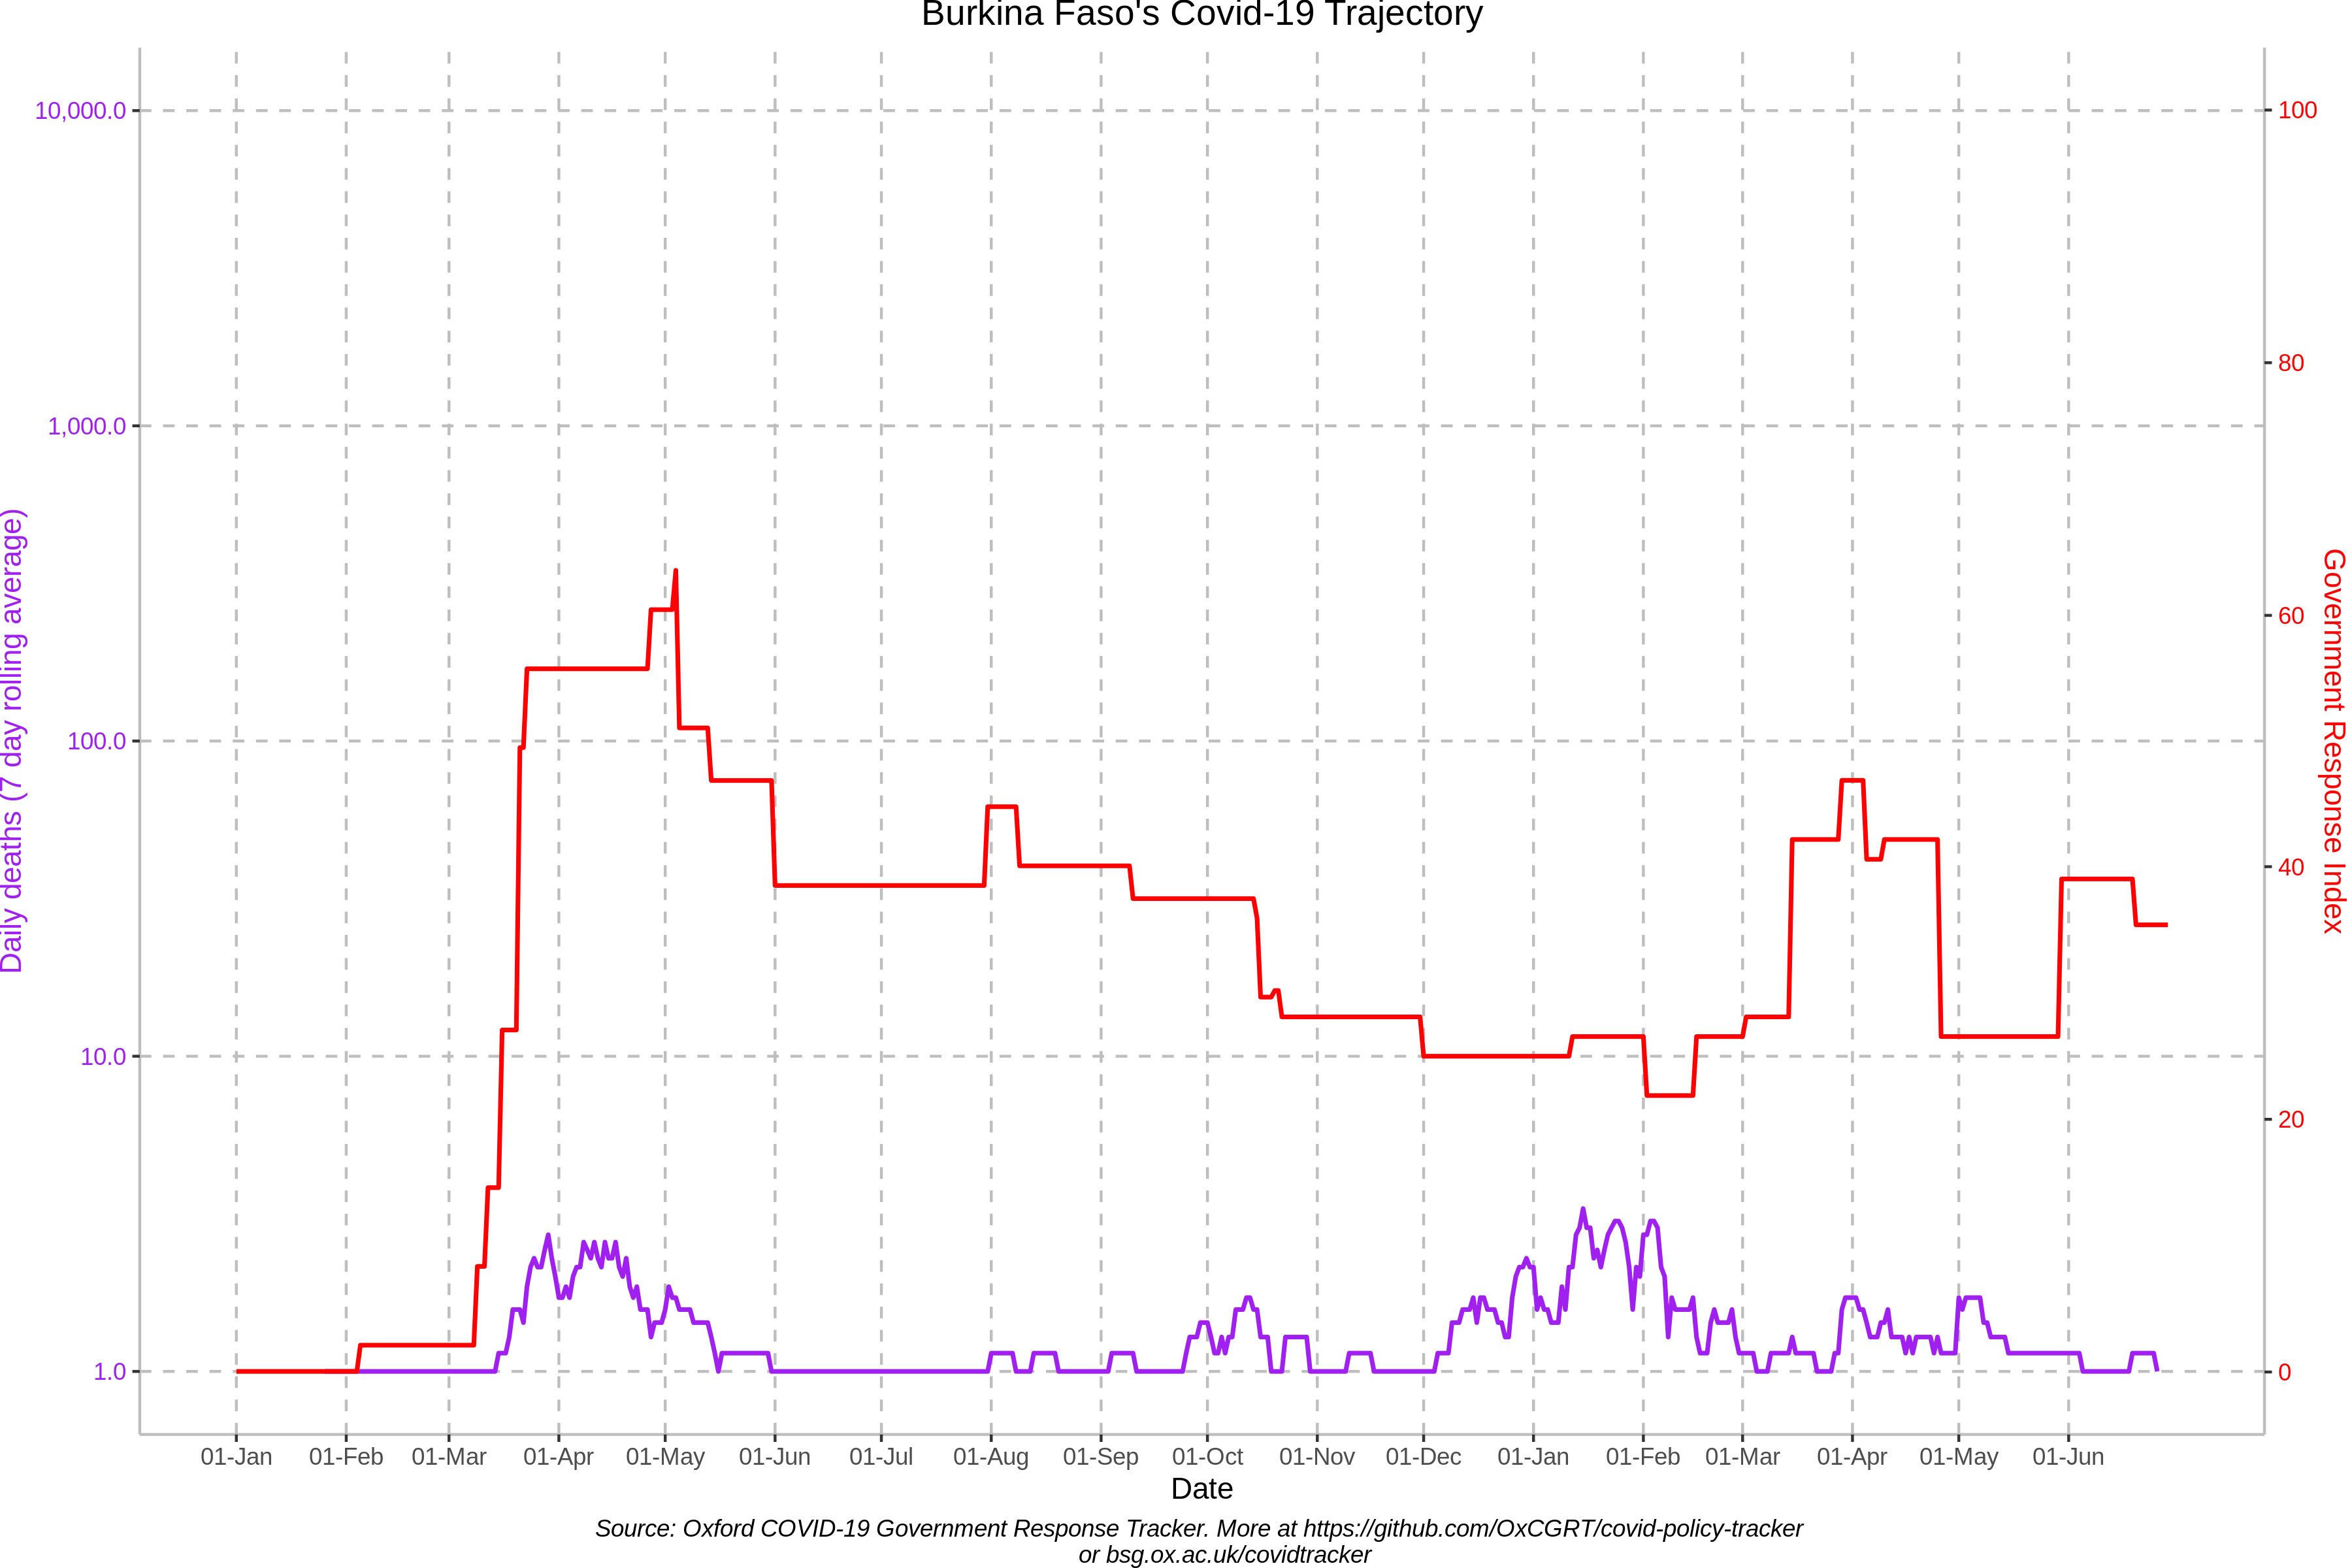 Burkina Faso's Covid-19 Trajectory
10,000.0
1,000.0
100.0
10.0
1.0
Daily deaths (7 day rolling average)
100
80
60
40
20
0
Government Response Index
01-Jan 01-Feb 01-Mar 01-Apr 01-May 01-Jun 01-Jul 01-Aug 01-Sep 01-Oct 01-Nov 01-Dec 01-Jan 01-Feb 01-Mar 01-Apr 01-May 01-Jun
Date
Source: Oxford COVID-19 Government Response Tracker. More at https://github.com/OxCGRT/covid-policy-tracker
or bsg.ox.ac.uk/covidtracker